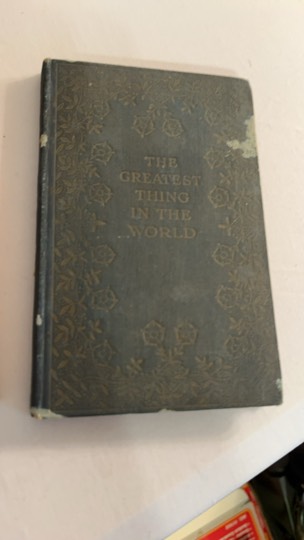 THE
GREATEST
THING
IN THE
WORLD